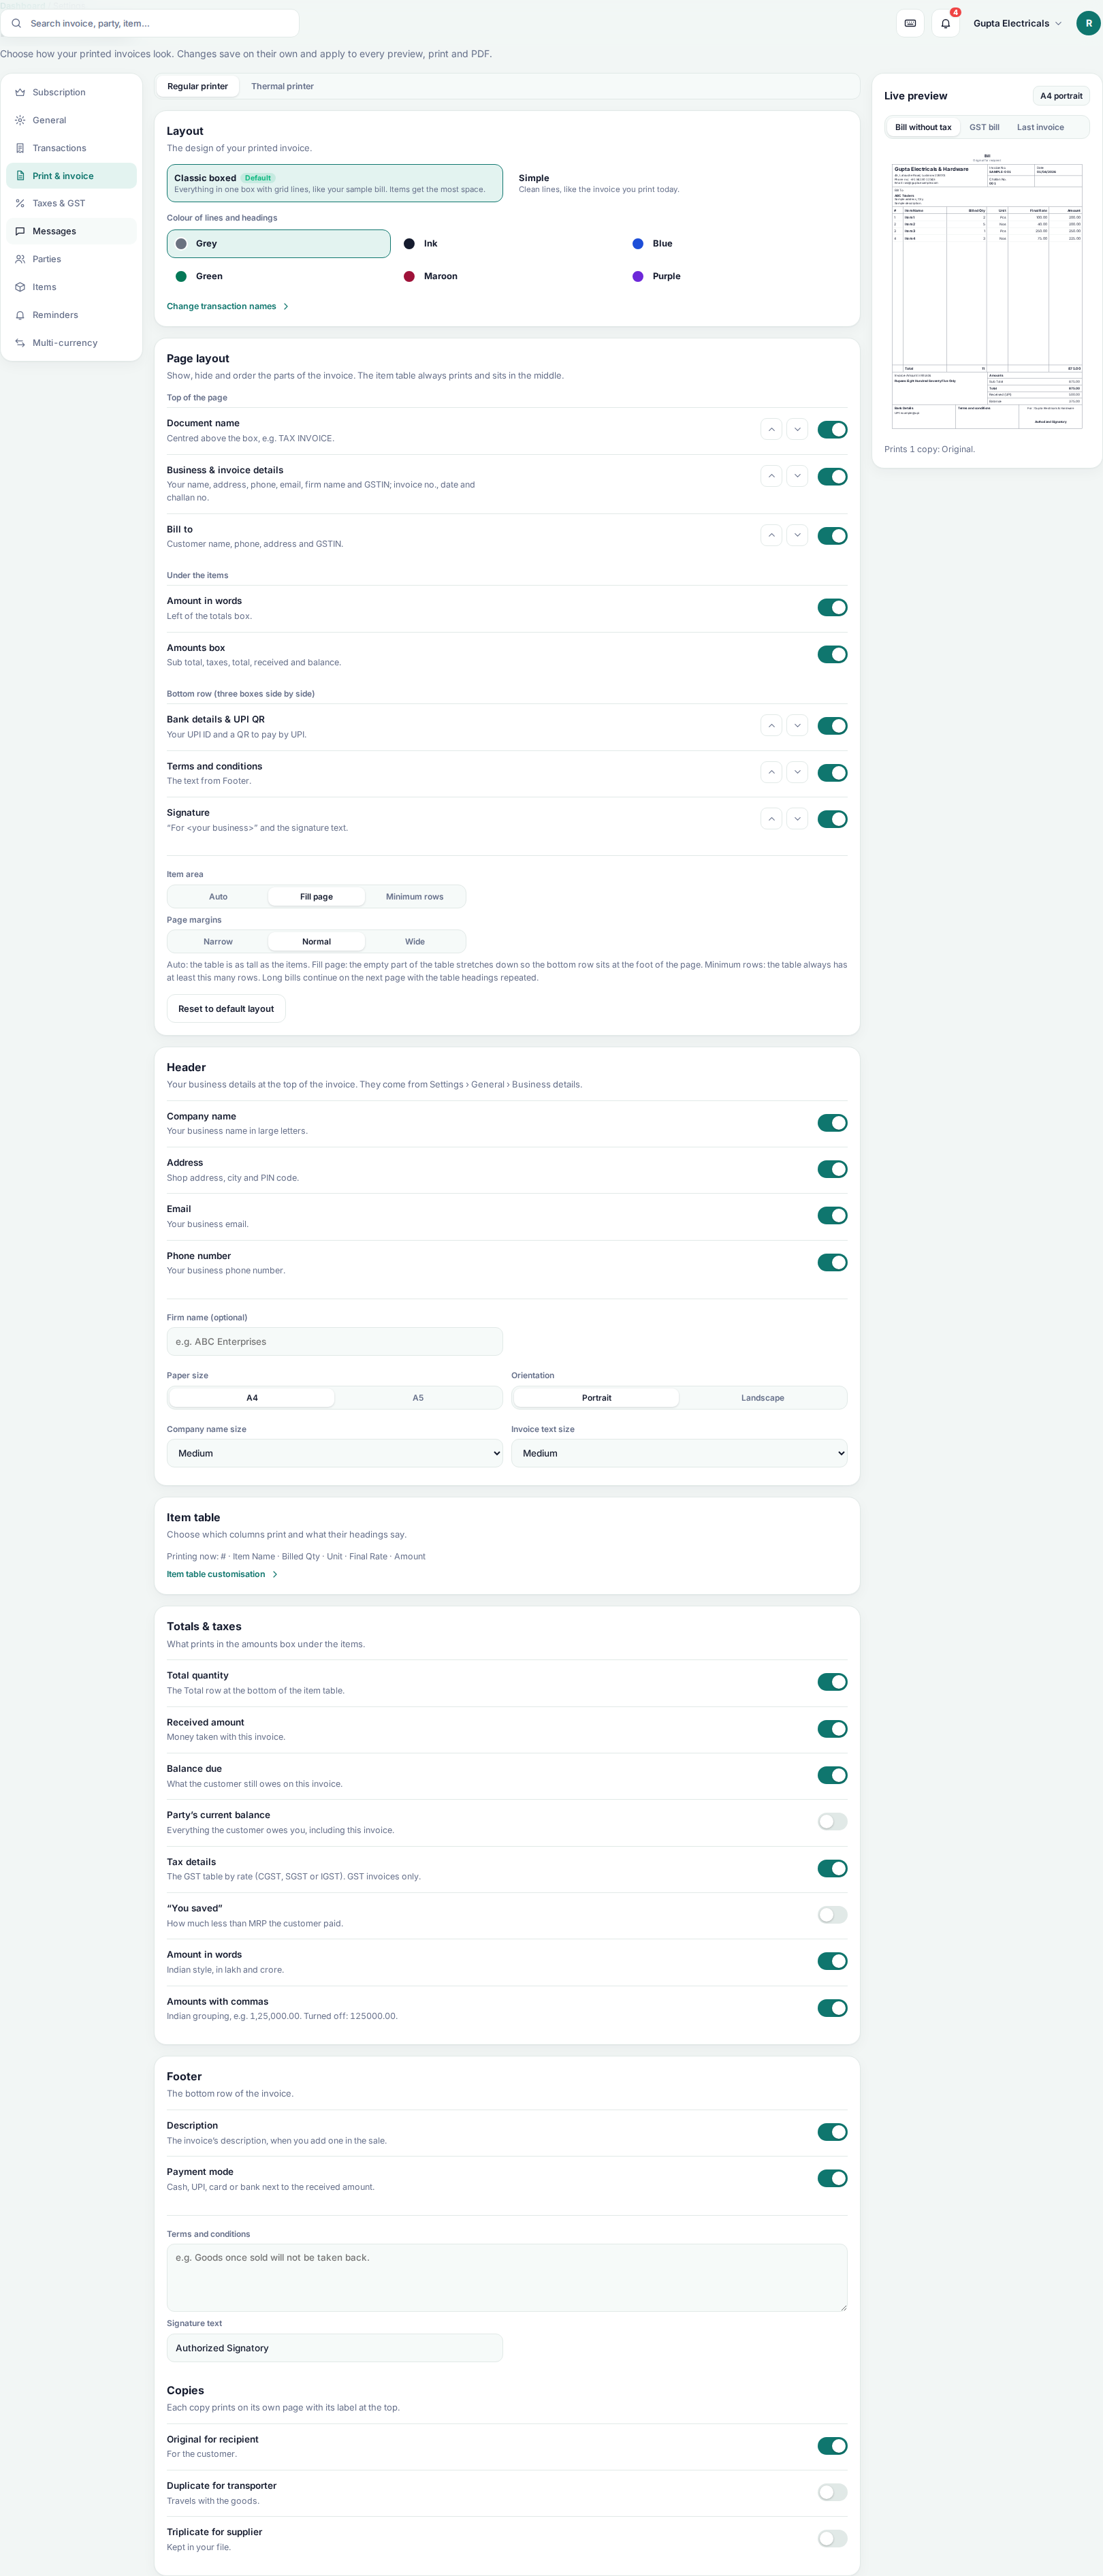 Search invoice, party, item...
4
Gupta Electricals
R
Choose how your printed invoices look. Changes save on their own and apply to every preview, print and PDF.
Subscription
General
Transactions
Print & invoice
Taxes & GST
Messages
Parties
Items
Reminders
Multi-currency
Regular printer
Thermal printer
Layout
The design of your printed invoice.
Classic boxed Default
Everything in one box with grid lines, like your sample bill. Items get the most space.
Simple
Clean lines, like the invoice you print today.
Colour of lines and headings
Grey
Ink
Blue
Green
Maroon
Purple
Change transaction names
Page layout
Show, hide and order the parts of the invoice. The item table always prints and sits in the middle.
Top of the page
Document name
Centred above the box, e.g. TAX INVOICE.
Business & invoice details
Your name, address, phone, email, firm name and GSTIN; invoice no., date and
challan no.
Bill to
Customer name, phone, address and GSTIN.
Under the items
Amount in words
Left of the totals box.
Amounts box
Sub total, taxes, total, received and balance.
Bottom row (three boxes side by side)
Bank details & UPI QR
Your UPI ID and a QR to pay by UPI.
Terms and conditions
The text from Footer.
Signature
“For <your business>” and the signature text.
Item area
Auto
Fill page
Minimum rows
Page margins
Narrow
Normal
Wide
Auto: the table is as tall as the items. Fill page: the empty part of the table stretches down so the bottom row sits at the foot of the page. Minimum rows: the table always has
at least this many rows. Long bills continue on the next page with the table headings repeated.
Reset to default layout
Header
Your business details at the top of the invoice. They come from Settings › General › Business details.
Company name
Your business name in large letters.
Address
Shop address, city and PIN code.
Email
Your business email.
Phone number
Your business phone number.
Firm name (optional)
e.g. ABC Enterprises
Paper size
A4
A5
Orientation
Portrait
Landscape
Company name size
Medium
Invoice text size
Medium
Item table
Choose which columns print and what their headings say.
Printing now: # · Item Name · Billed Qty · Unit · Final Rate · Amount
Item table customisation
Totals & taxes
What prints in the amounts box under the items.
Total quantity
The Total row at the bottom of the item table.
Received amount
Money taken with this invoice.
Balance due
What the customer still owes on this invoice.
Party’s current balance
Everything the customer owes you, including this invoice.
Tax details
The GST table by rate (CGST, SGST or IGST). GST invoices only.
“You saved”
How much less than MRP the customer paid.
Amount in words
Indian style, in lakh and crore.
Amounts with commas
Indian grouping, e.g. 1,25,000.00. Turned off: 125000.00.
Footer
The bottom row of the invoice.
Description
The invoice’s description, when you add one in the sale.
Payment mode
Cash, UPI, card or bank next to the received amount.
Terms and conditions
e.g. Goods once sold will not be taken back.
Signature text
Authorized Signatory
Copies
Each copy prints on its own page with its label at the top.
Original for recipient
For the customer.
Duplicate for transporter
Travels with the goods.
Triplicate for supplier
Kept in your file.
Live preview
A4 portrait
Bill without tax
GST bill
Last invoice
Bill
Gupta Electricals & Hardware
# Item Name Billed Qty Unit Final Rate Amount
Total
Amounts
Sub Total
Total
Balance
Bank Details
Terms and conditions
Authorized Signatory
Prints 1 copy: Original.